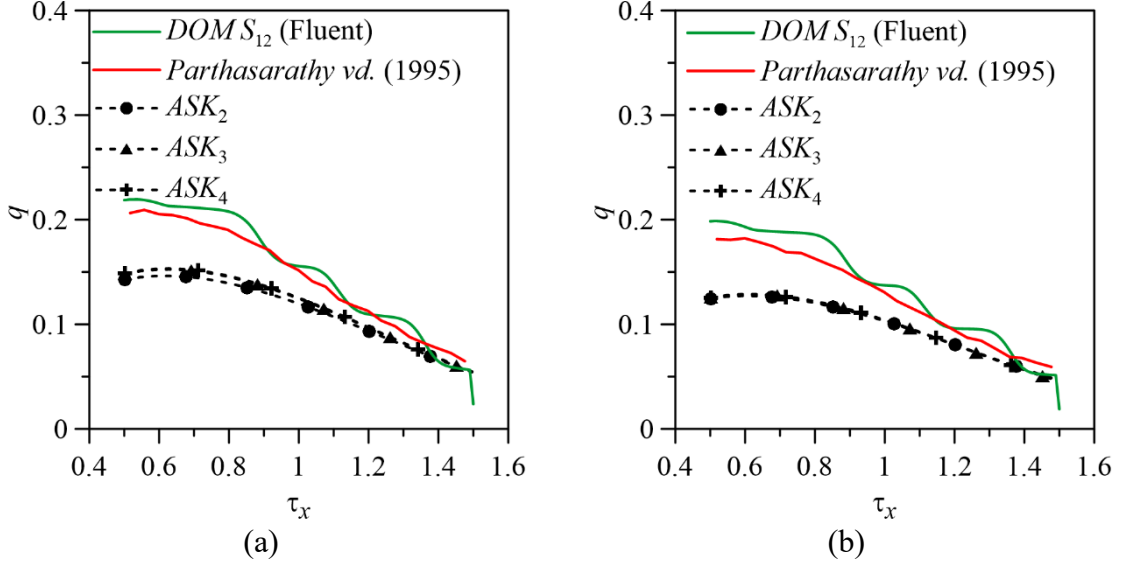 0.4
DOM S₁₂ (Fluent)
Parthasarathy vd. (1995)
0.3
ASK₂
ASK₃
ASK₄
q
0.2
0.1
0
0.4 0.6 0.8 1 1.2 1.4 1.6
τₓ
(a)
0.4
DOM S₁₂ (Fluent)
Parthasarathy vd. (1995)
0.3
ASK₂
ASK₃
ASK₄
q
0.2
0.1
0
0.4 0.6 0.8 1 1.2 1.4 1.6
τₓ
(b)